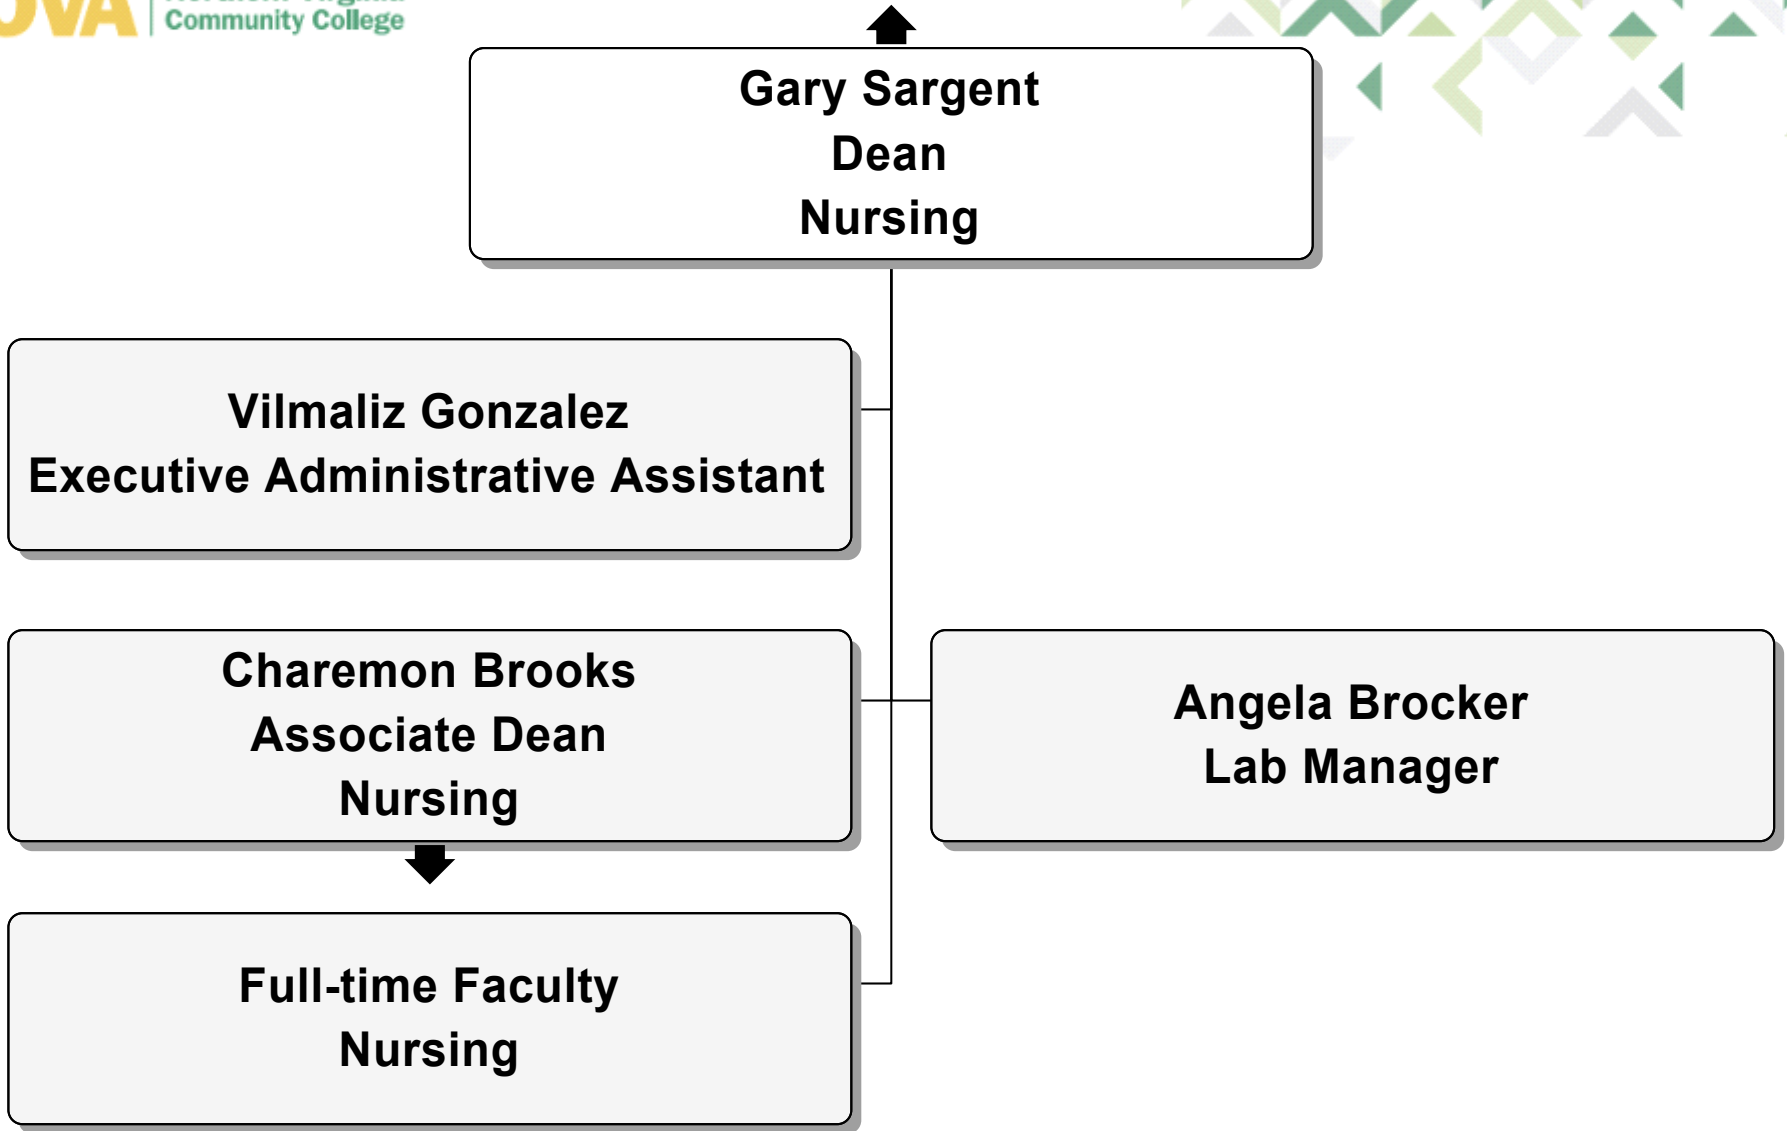 Community College
Gary Sargent
Dean
Nursing
Vilmaliz Gonzalez
Executive Administrative Assistant
Charemon Brooks
Associate Dean
Nursing
Angela Brocker
Lab Manager
Full-time Faculty
Nursing